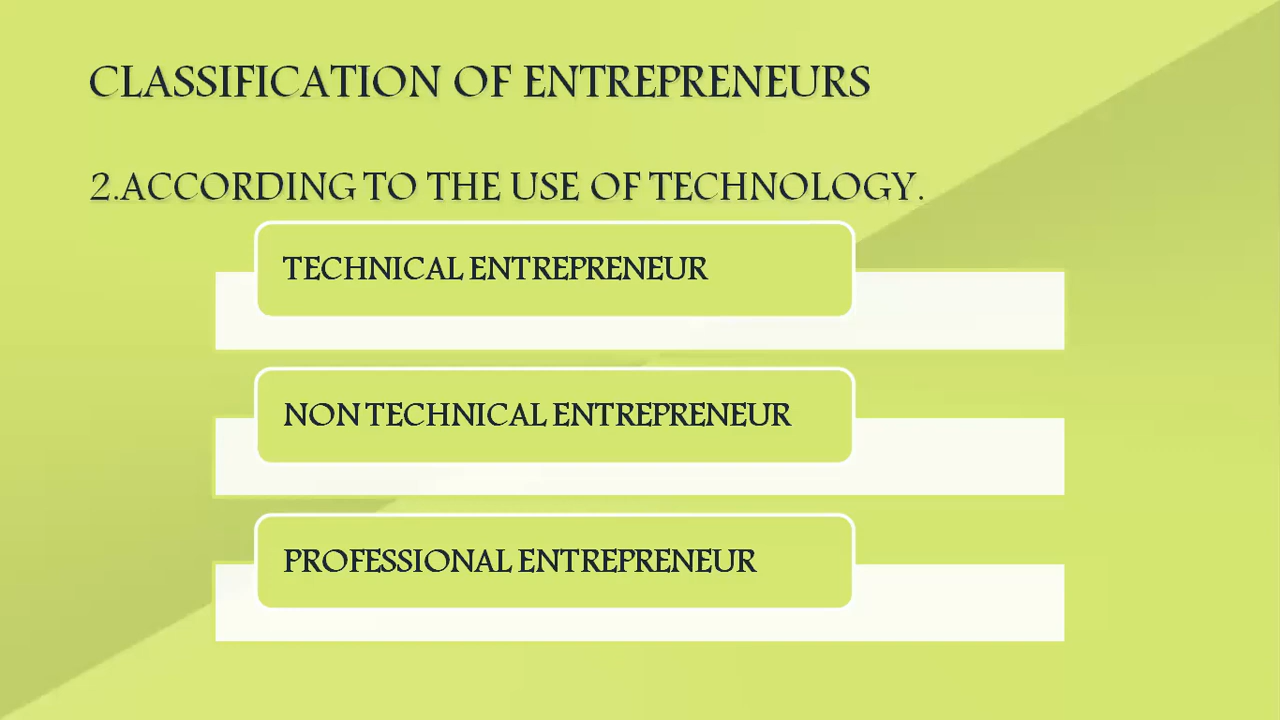 CLASSIFICATION OF ENTREPRENEURS
2.ACCORDING TO THE USE OF TECHNOLOGY.
TECHNICAL ENTREPRENEUR
NON TECHNICAL ENTREPRENEUR
PROFESSIONAL ENTREPRENEUR